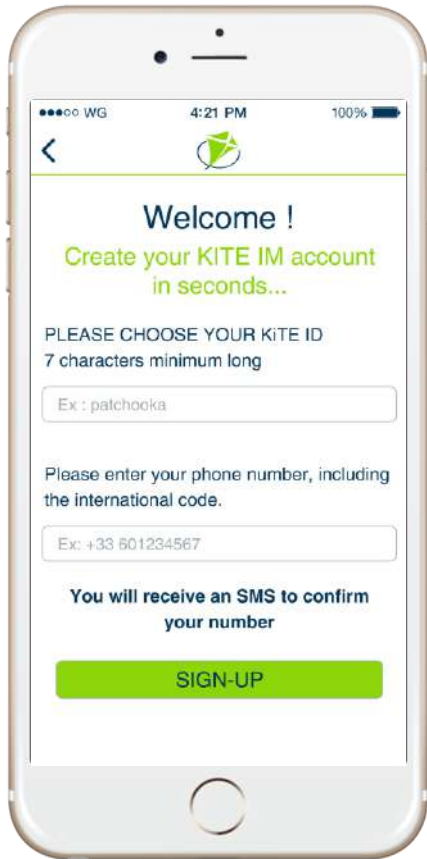 WG 4:21 PM 100%
Welcome !
Create your KITE IM account
in seconds...
PLEASE CHOOSE YOUR KiTE ID
7 characters minimum long
Ex : patchooka
Please enter your phone number, including
the international code.
Ex: +33 601234567
You will receive an SMS to confirm
your number
SIGN-UP